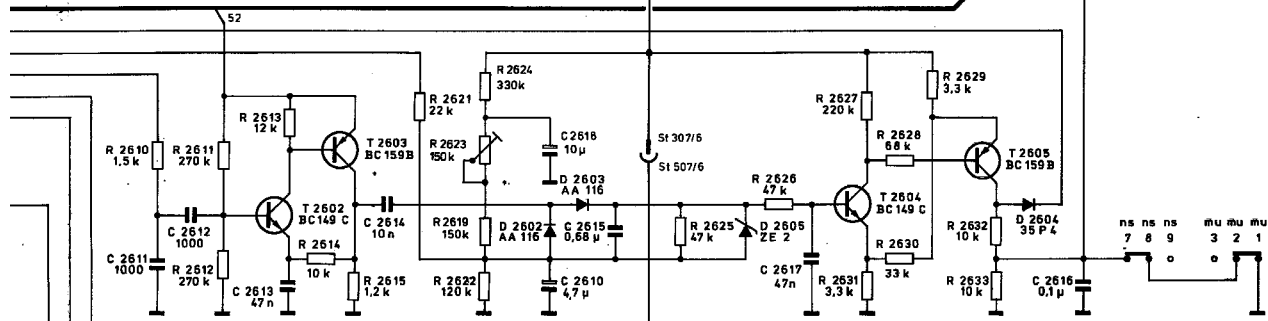 52
R 2610
1,5 k
R 2611
270 k
R 2613
12 k
T 2603
BC 159 B
R 2621
22 k
R 2624
330k
R 2623
150k
C 2618
10 µ
St 307/6
St 507/6
R 2627
220 k
R 2629
3,3 k
R 2628
68 k
T 2605
BC 159 B
C 2612
1000
T 2602
BC 149 C
C 2614
10 n
D 2603
AA 116
R 2619
150k
D 2602
AA 116
C 2615
0,68 µ
R 2625
47 k
R 2626
47 k
D 2605
ZE 2
T 2604
BC 149 C
D 2604
35 P 4
C 2611
1000
R 2612
270 k
C 2613
47 n
R 2614
10 k
R 2615
1,2 k
R 2622
120 k
C 2610
4,7 µ
C 2617
47n
R 2631
3,3 k
R 2630
33 k
R 2632
10 k
R 2633
10 k
C 2616
0,1 µ
ns ns ns mu mu mu
7 8 9 3 2 1